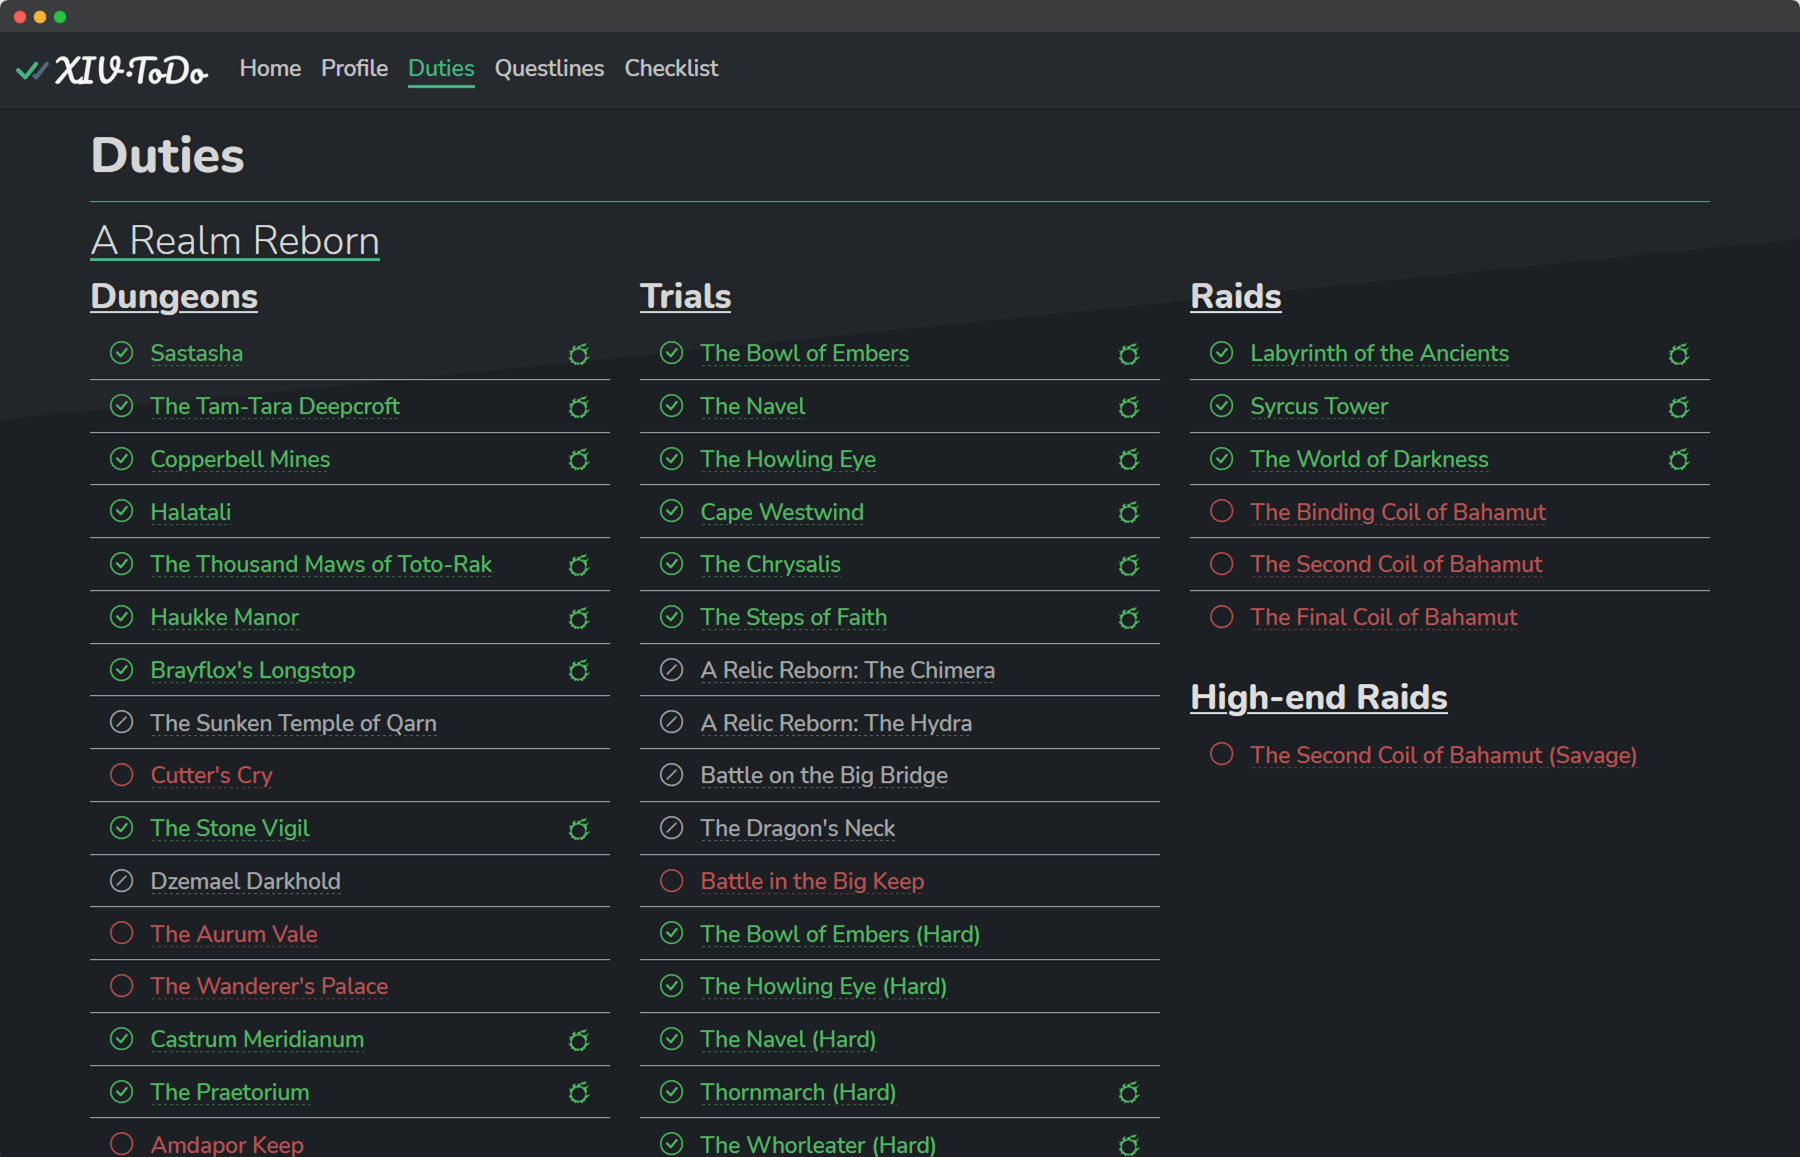 XIV·ToDo
Home
Profile
Duties
Questlines
Checklist
Duties
A Realm Reborn
Dungeons
Sastasha
The Tam-Tara Deepcroft
Copperbell Mines
Halatali
The Thousand Maws of Toto-Rak
Haukke Manor
Brayflox's Longstop
The Sunken Temple of Qarn
Cutter's Cry
The Stone Vigil
Dzemael Darkhold
The Aurum Vale
The Wanderer's Palace
Castrum Meridianum
The Praetorium
Amdapor Keep
Trials
The Bowl of Embers
The Navel
The Howling Eye
Cape Westwind
The Chrysalis
The Steps of Faith
A Relic Reborn: The Chimera
A Relic Reborn: The Hydra
Battle on the Big Bridge
The Dragon's Neck
Battle in the Big Keep
The Bowl of Embers (Hard)
The Howling Eye (Hard)
The Navel (Hard)
Thornmarch (Hard)
The Whorleater (Hard)
Raids
Labyrinth of the Ancients
Syrcus Tower
The World of Darkness
The Binding Coil of Bahamut
The Second Coil of Bahamut
The Final Coil of Bahamut
High-end Raids
The Second Coil of Bahamut (Savage)